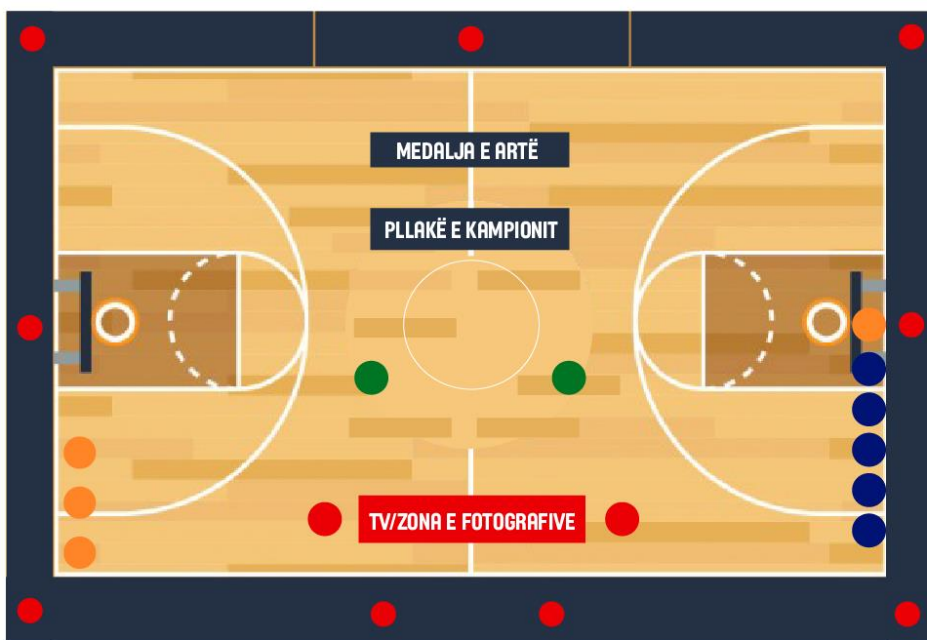 MEDALJA E ARTË
PLLAKË E KAMPIONIT
TV/ZONA E FOTOGRAFIVE